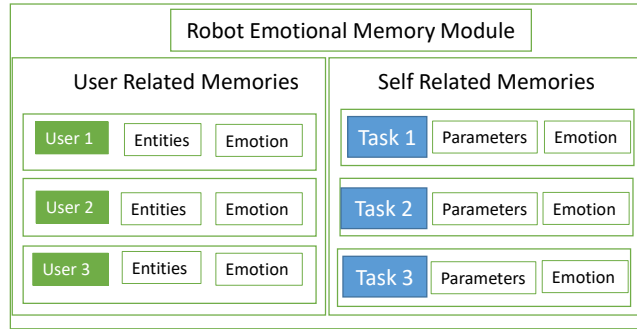 Robot Emotional Memory Module
User Related Memories
User 1 Entities Emotion
User 2 Entities Emotion
User 3 Entities Emotion
Self Related Memories
Task 1 Parameters Emotion
Task 2 Parameters Emotion
Task 3 Parameters Emotion